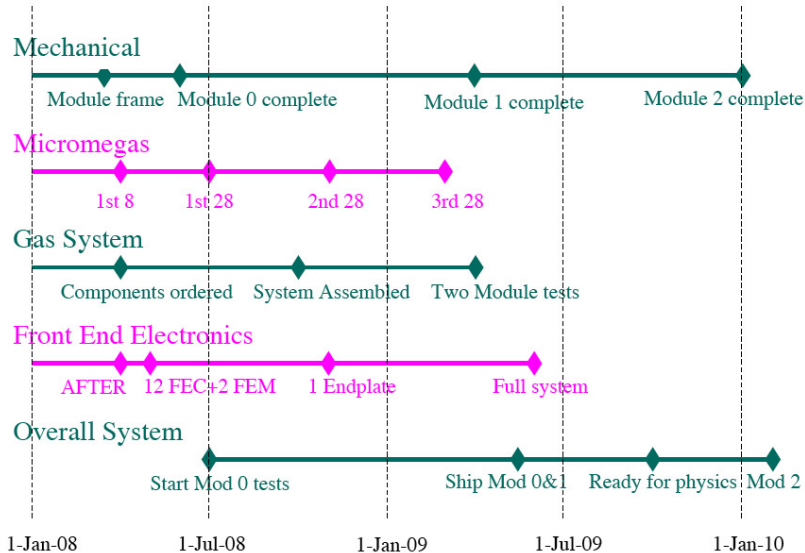 Mechanical
Module frame Module 0 complete Module 1 complete Module 2 complete
Micromegas
1st 8 1st 28 2nd 28 3rd 28
Gas System
Components ordered System Assembled Two Module tests
Front End Electronics
AFTER 12 FEC+2 FEM 1 Endplate Full system
Overall System
Start Mod 0 tests Ship Mod 0&1 Ready for physics Mod 2
1-Jan-08 1-Jul-08 1-Jan-09 1-Jul-09 1-Jan-10